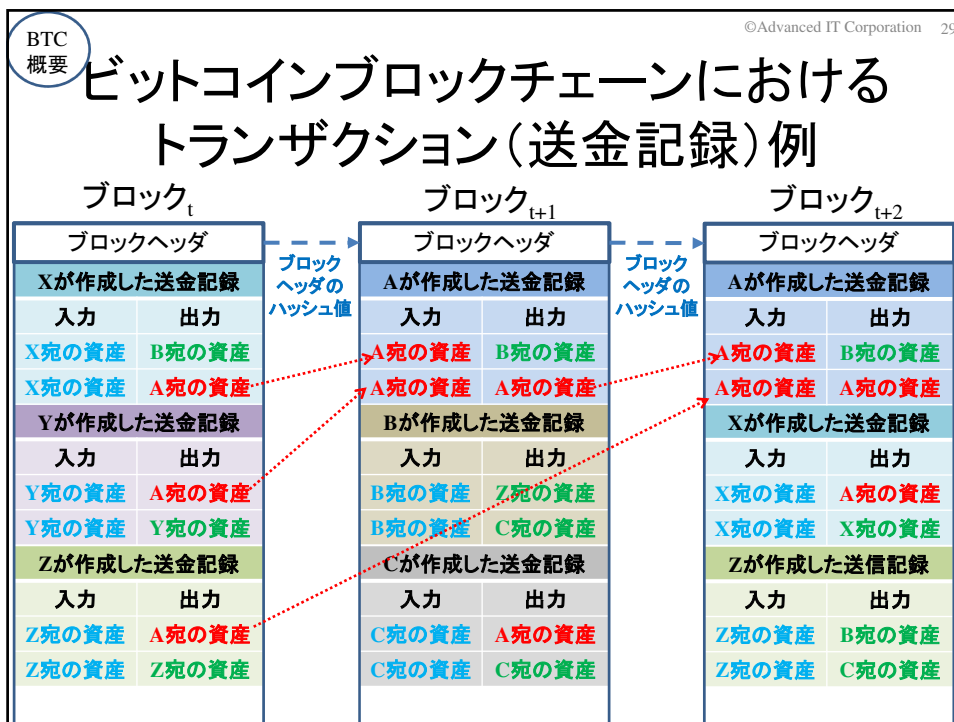 ©Advanced IT Corporation 29
BTC
概要
ビットコインブロックチェーンにおける
トランザクション(送金記録)例
ブロックt
ブロックヘッダ
Xが作成した送金記録
入力 出力
X宛の資産 B宛の資産
X宛の資産 A宛の資産
Yが作成した送金記録
入力 出力
Y宛の資産 A宛の資産
Y宛の資産 Y宛の資産
Zが作成した送金記録
入力 出力
Z宛の資産 A宛の資産
Z宛の資産 Z宛の資産
ブロック
ヘッダの
ハッシュ値
ブロックt+1
ブロックヘッダ
Aが作成した送金記録
入力 出力
A宛の資産 B宛の資産
A宛の資産 A宛の資産
Bが作成した送金記録
入力 出力
B宛の資産 Z宛の資産
B宛の資産 C宛の資産
Cが作成した送金記録
入力 出力
C宛の資産 A宛の資産
C宛の資産 C宛の資産
ブロック
ヘッダの
ハッシュ値
ブロックt+2
ブロックヘッダ
Aが作成した送金記録
入力 出力
A宛の資産 B宛の資産
A宛の資産 A宛の資産
Xが作成した送金記録
入力 出力
X宛の資産 A宛の資産
X宛の資産 X宛の資産
Zが作成した送信記録
入力 出力
Z宛の資産 B宛の資産
Z宛の資産 C宛の資産